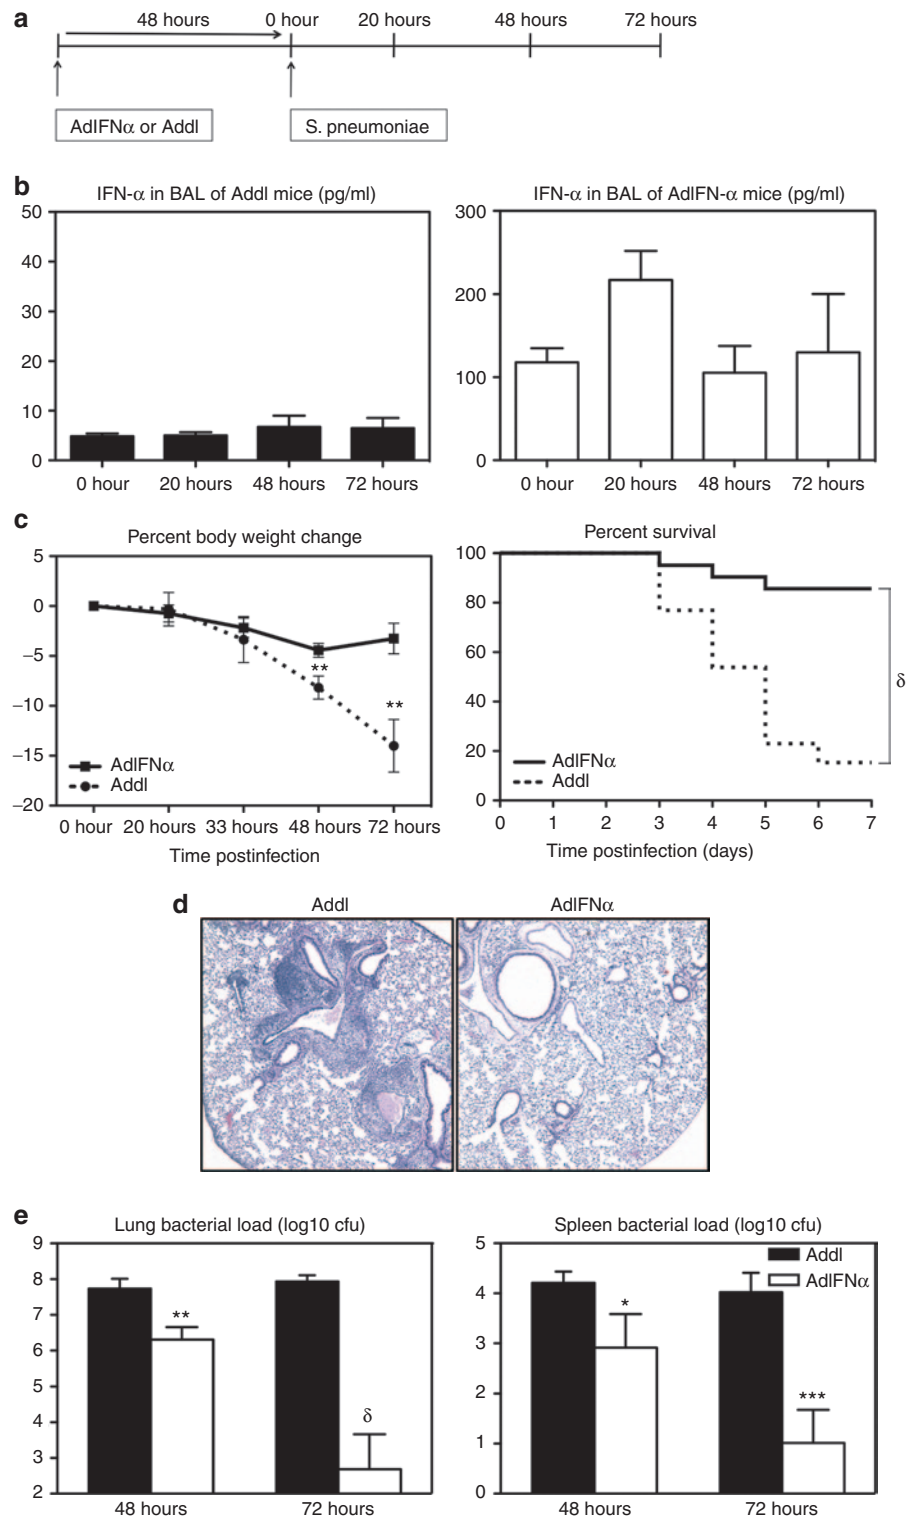 a
48 hours 0 hour 20 hours 48 hours 72 hours
AdIFNα or Addl S. pneumoniae
b
IFN-α in BAL of Addl mice (pg/ml)
50
40
30
20
10
0
0 hour 20 hours 48 hours 72 hours
IFN-α in BAL of AdIFN-α mice (pg/ml)
300
200
100
0
0 hour 20 hours 48 hours 72 hours
c
Percent body weight change
5
0
−5
−10
−15
−20
**
**
AdIFNα
Addl
0 hour 20 hours 33 hours 48 hours 72 hours
Time postinfection
Percent survival
100
80
60
40
20
0
δ
AdIFNα
Addl
0 1 2 3 4 5 6 7
Time postinfection (days)
d
Addl AdIFNα
e
Lung bacterial load (log10 cfu)
9
8
7
6
5
4
3
2
**
δ
48 hours 72 hours
Spleen bacterial load (log10 cfu)
5
4
3
2
1
0
Addl
AdIFNα
*
***
48 hours 72 hours